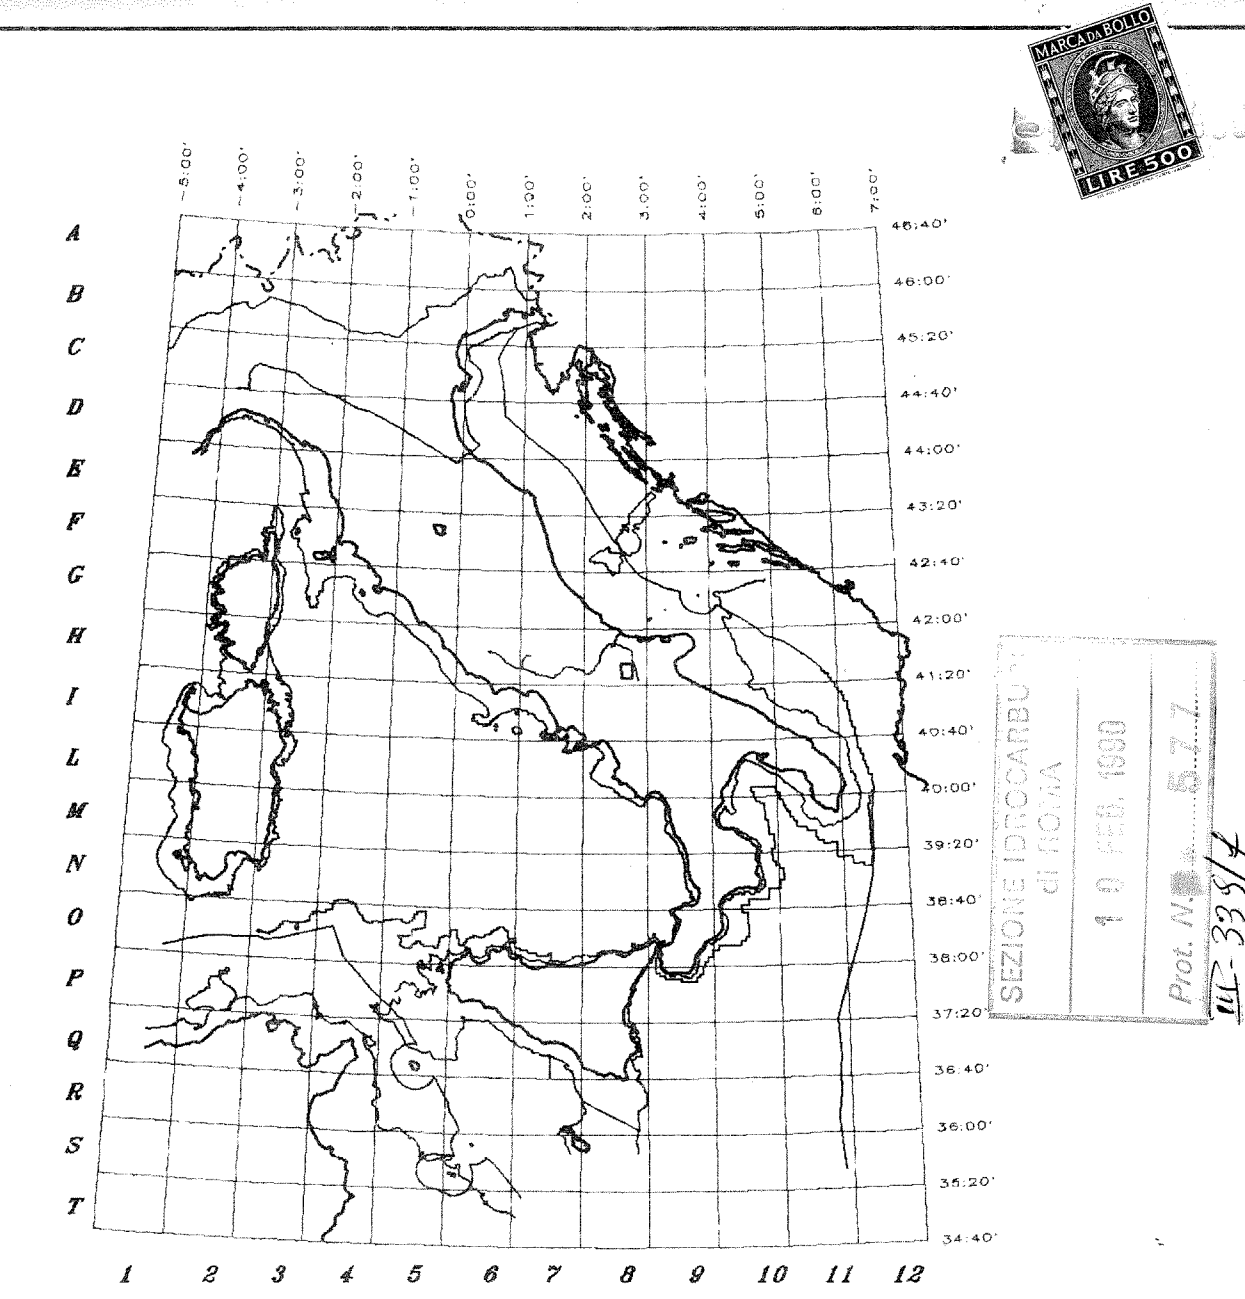 MARCA DA BOLLO
LIRE 500
-5:00' -4:00' -3:00' -2:00' -1:00' 0:00' 1:00' 2:00' 3:00' 4:00' 5:00' 6:00' 7:00'
A 46:40'
B 46:00'
C 45:20'
D 44:40'
E 44:00'
F 43:20'
G 42:40'
H 42:00'
I 41:20'
L 40:40'
M 40:00'
N 39:20'
O 38:40'
P 38:00'
Q 37:20'
R 36:40'
S 36:00'
T 35:20'
34:40'
1 2 3 4 5 6 7 8 9 10 11 12
SEZIONE IDROCARBU
di ROMA
10 FEB. 1990
Prot. N. 577